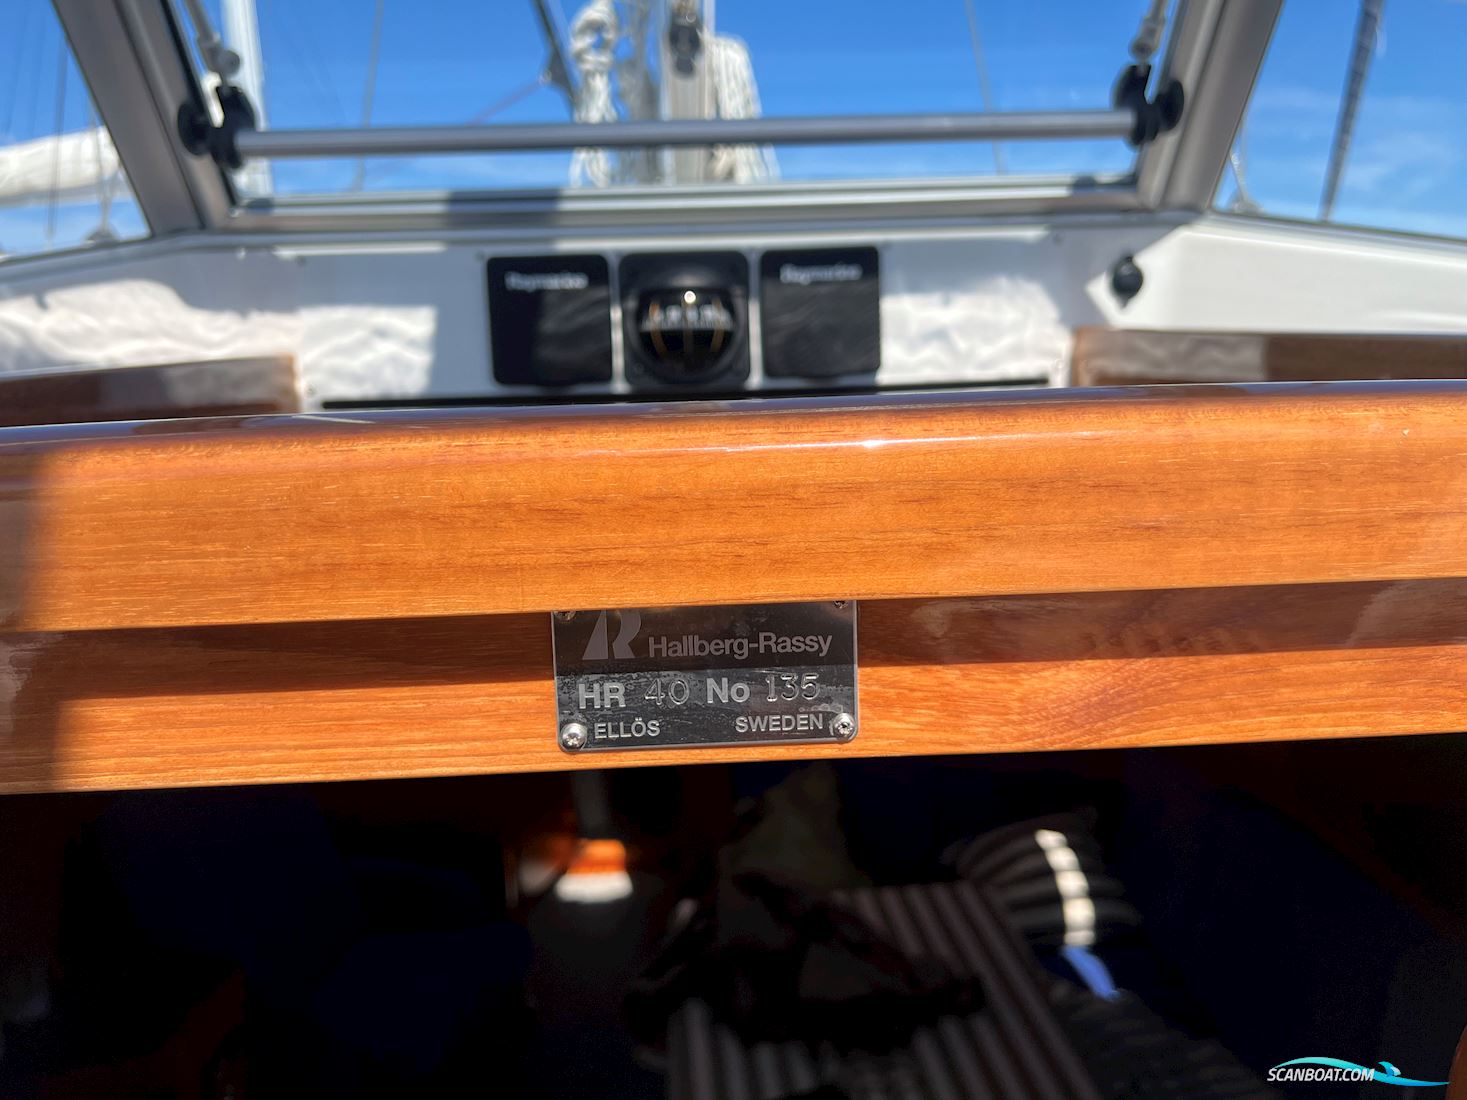 Raymarine Raymarine
R Hallberg-Rassy
HR 40 No 135
ELLÖS SWEDEN
SCANBOAT.COM